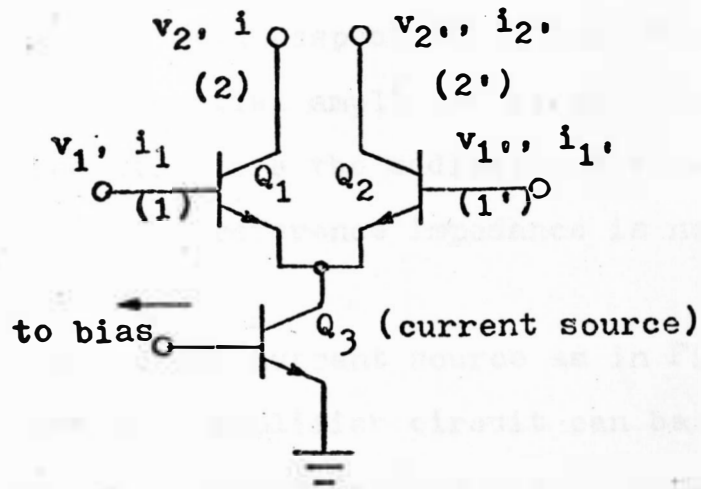 v₂, i v₂', i₂'
(2) (2')
v₁, i₁ v₁', i₁'
(1) Q₁ Q₂ (1')
to bias Q₃ (current source)